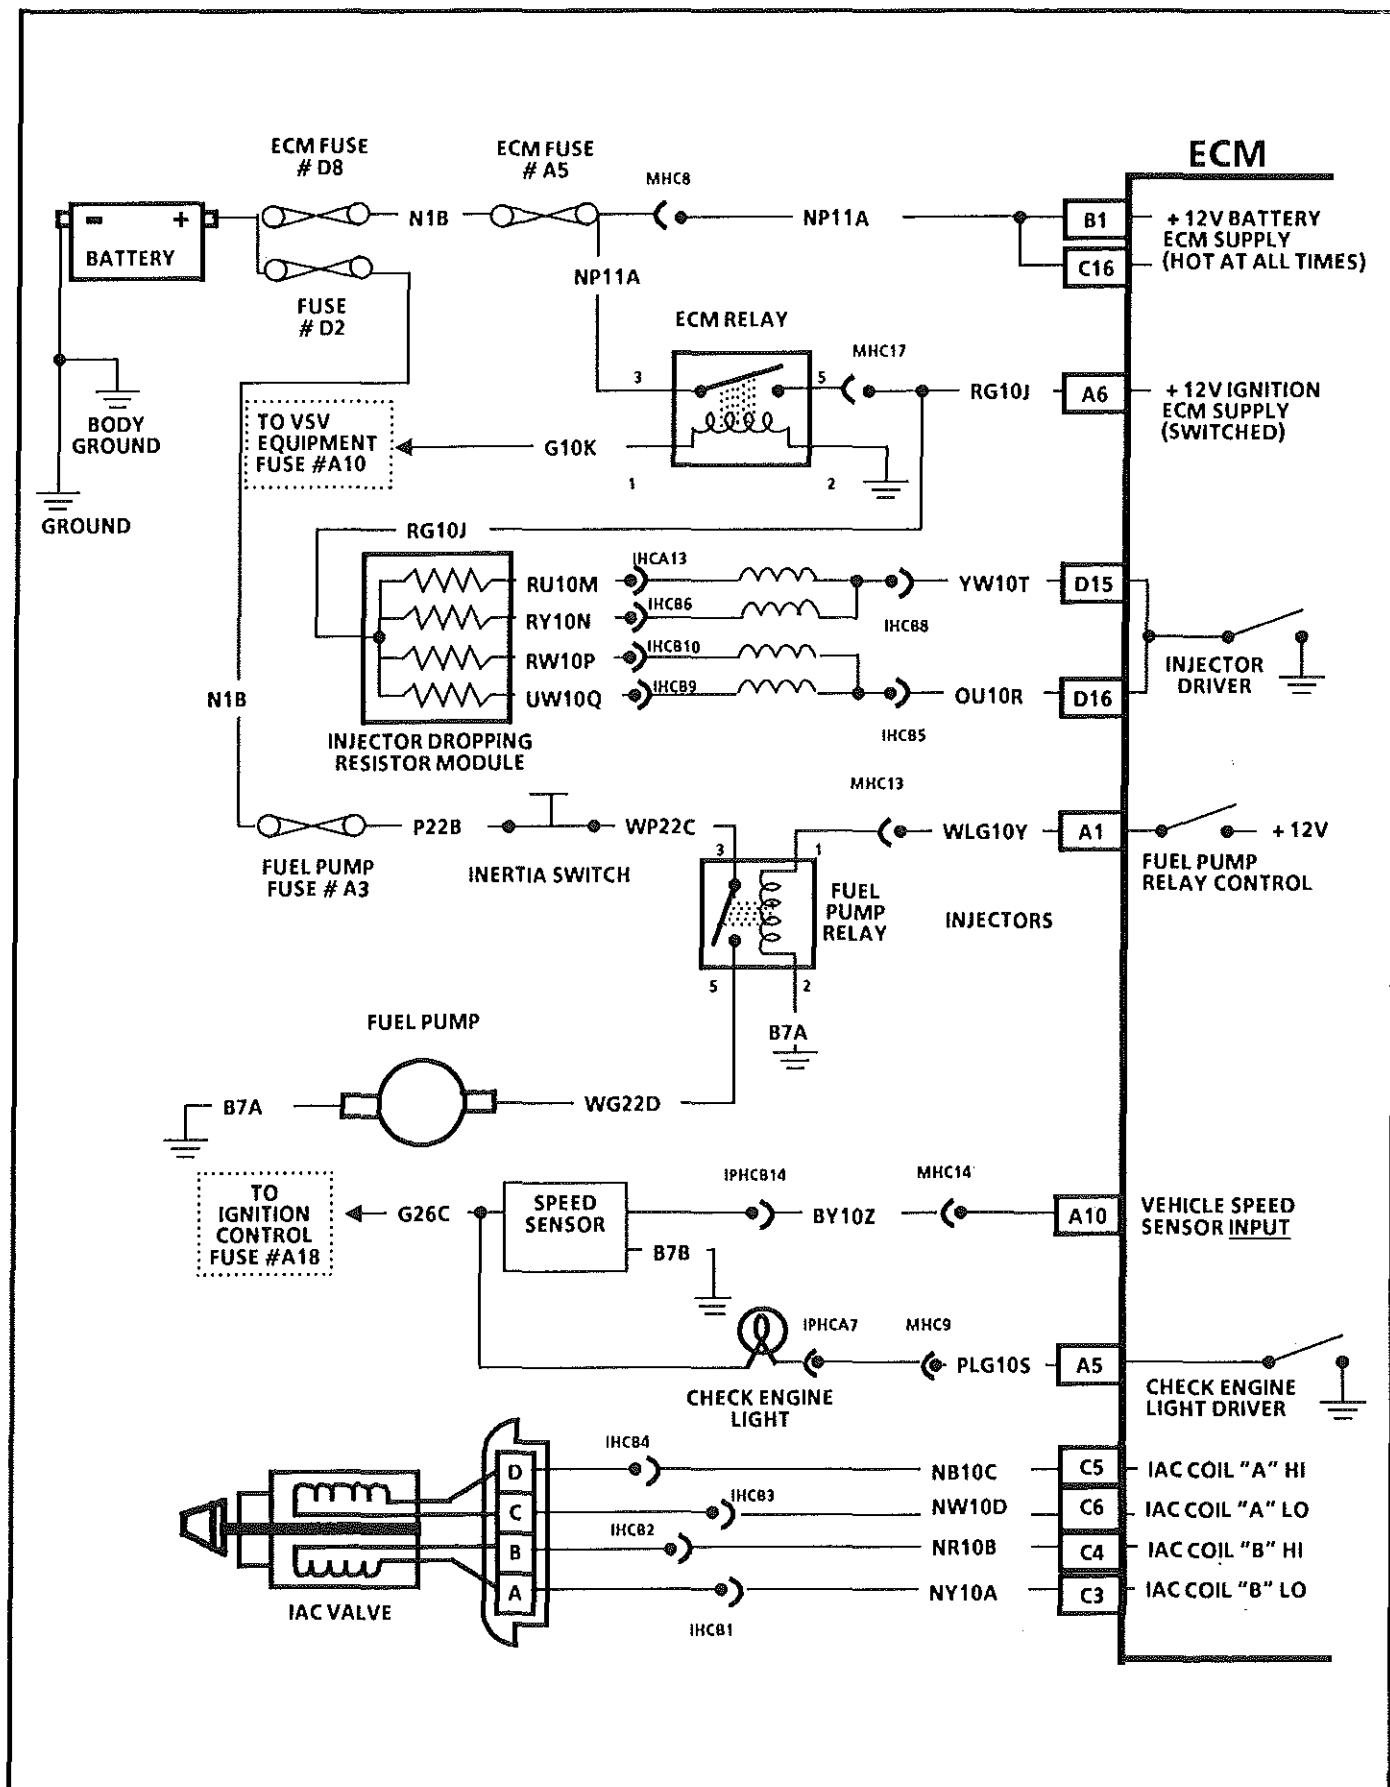 ECM FUSE
# D8
ECM FUSE
# A5
MHC8
ECM
- +
BATTERY
N1B
NP11A
B1
+ 12V BATTERY
ECM SUPPLY
(HOT AT ALL TIMES)
C16
FUSE
# D2
NP11A
ECM RELAY
MHC17
3
5
RG10J
A6
+ 12V IGNITION
ECM SUPPLY
(SWITCHED)
BODY
GROUND
TO VSV
EQUIPMENT
FUSE #A10
G10K
1
2
GROUND
RG10J
RU10M
IHCA13
YW10T
D15
RY10N
IHCB6
IHCB8
RW10P
IHCB10
INJECTOR
DRIVER
N1B
UW10Q
IHCB9
OU10R
D16
IHCB5
INJECTOR DROPPING
RESISTOR MODULE
MHC13
P22B
WP22C
WLG10Y
A1
+ 12V
FUEL PUMP
FUSE # A3
INERTIA SWITCH
3
1
FUEL PUMP
RELAY CONTROL
FUEL
PUMP
RELAY
INJECTORS
5
2
B7A
FUEL PUMP
B7A
WG22D
TO
IGNITION
CONTROL
FUSE #A18
G26C
SPEED
SENSOR
IPHCB14
MHC14
BY10Z
A10
VEHICLE SPEED
SENSOR INPUT
B7B
IPHCA7
MHC9
PLG10S
A5
CHECK ENGINE
LIGHT
CHECK ENGINE
LIGHT DRIVER
IHCB4
D
NB10C
C5
IAC COIL "A" HI
C
IHCB3
NW10D
C6
IAC COIL "A" LO
IHCB2
B
NR10B
C4
IAC COIL "B" HI
A
NY10A
C3
IAC COIL "B" LO
IAC VALVE
IHCB1